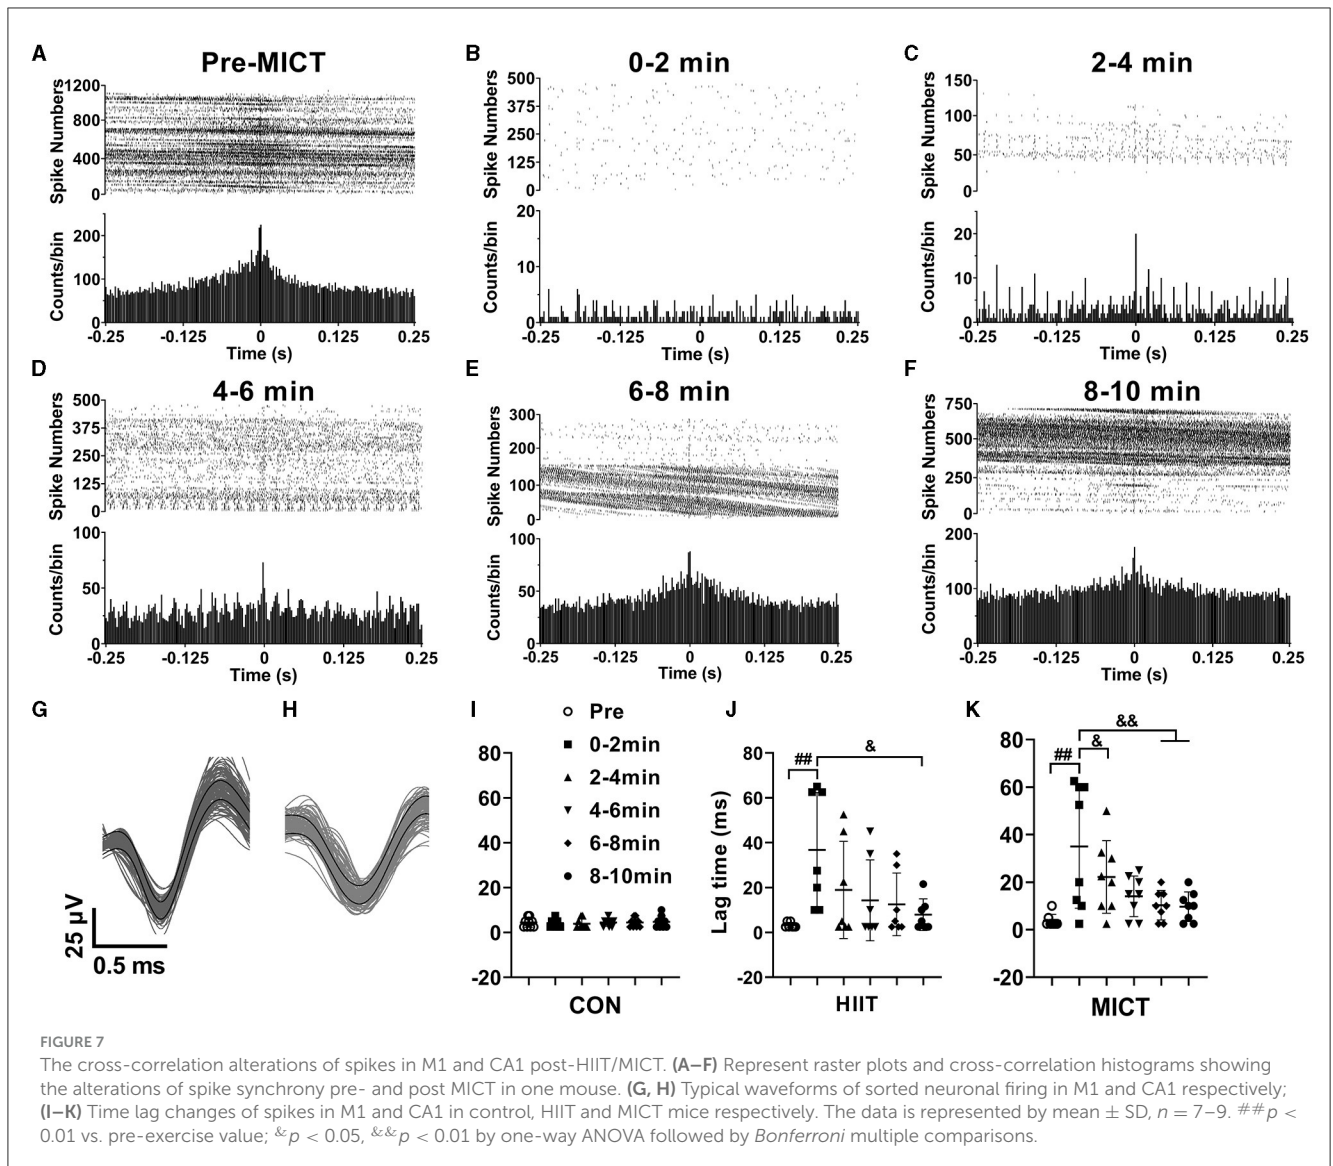 A
Pre-MICT
Spike Numbers
1200
800
400
0
Counts/bin
200
100
0
-0.25 -0.125 0 0.125 0.25
Time (s)
B
0-2 min
Spike Numbers
500
375
250
125
0
Counts/bin
20
10
0
-0.25 -0.125 0 0.125 0.25
Time (s)
C
2-4 min
Spike Numbers
150
100
50
0
Counts/bin
20
10
0
-0.25 -0.125 0 0.125 0.25
Time (s)
D
4-6 min
Spike Numbers
500
375
250
125
0
Counts/bin
100
50
0
-0.25 -0.125 0 0.125 0.25
Time (s)
E
6-8 min
Spike Numbers
300
200
100
0
Counts/bin
100
50
0
-0.25 -0.125 0 0.125 0.25
Time (s)
F
8-10 min
Spike Numbers
750
500
250
0
Counts/bin
200
100
0
-0.25 -0.125 0 0.125 0.25
Time (s)
G
25 µV
0.5 ms
H
I
Pre
0-2min
2-4min
4-6min
6-8min
8-10min
80
60
40
20
0
-20
CON
J
Lag time (ms)
80
60
40
20
0
-20
##
&
HIIT
K
80
60
40
20
0
-20
##
&
&&
MICT
FIGURE 7
The cross-correlation alterations of spikes in M1 and CA1 post-HIIT/MICT. (A–F) Represent raster plots and cross-correlation histograms showing
the alterations of spike synchrony pre- and post MICT in one mouse. (G, H) Typical waveforms of sorted neuronal firing in M1 and CA1 respectively;
(I–K) Time lag changes of spikes in M1 and CA1 in control, HIIT and MICT mice respectively. The data is represented by mean ± SD, n = 7–9. ##p <
0.01 vs. pre-exercise value; &p < 0.05, &&p < 0.01 by one-way ANOVA followed by Bonferroni multiple comparisons.